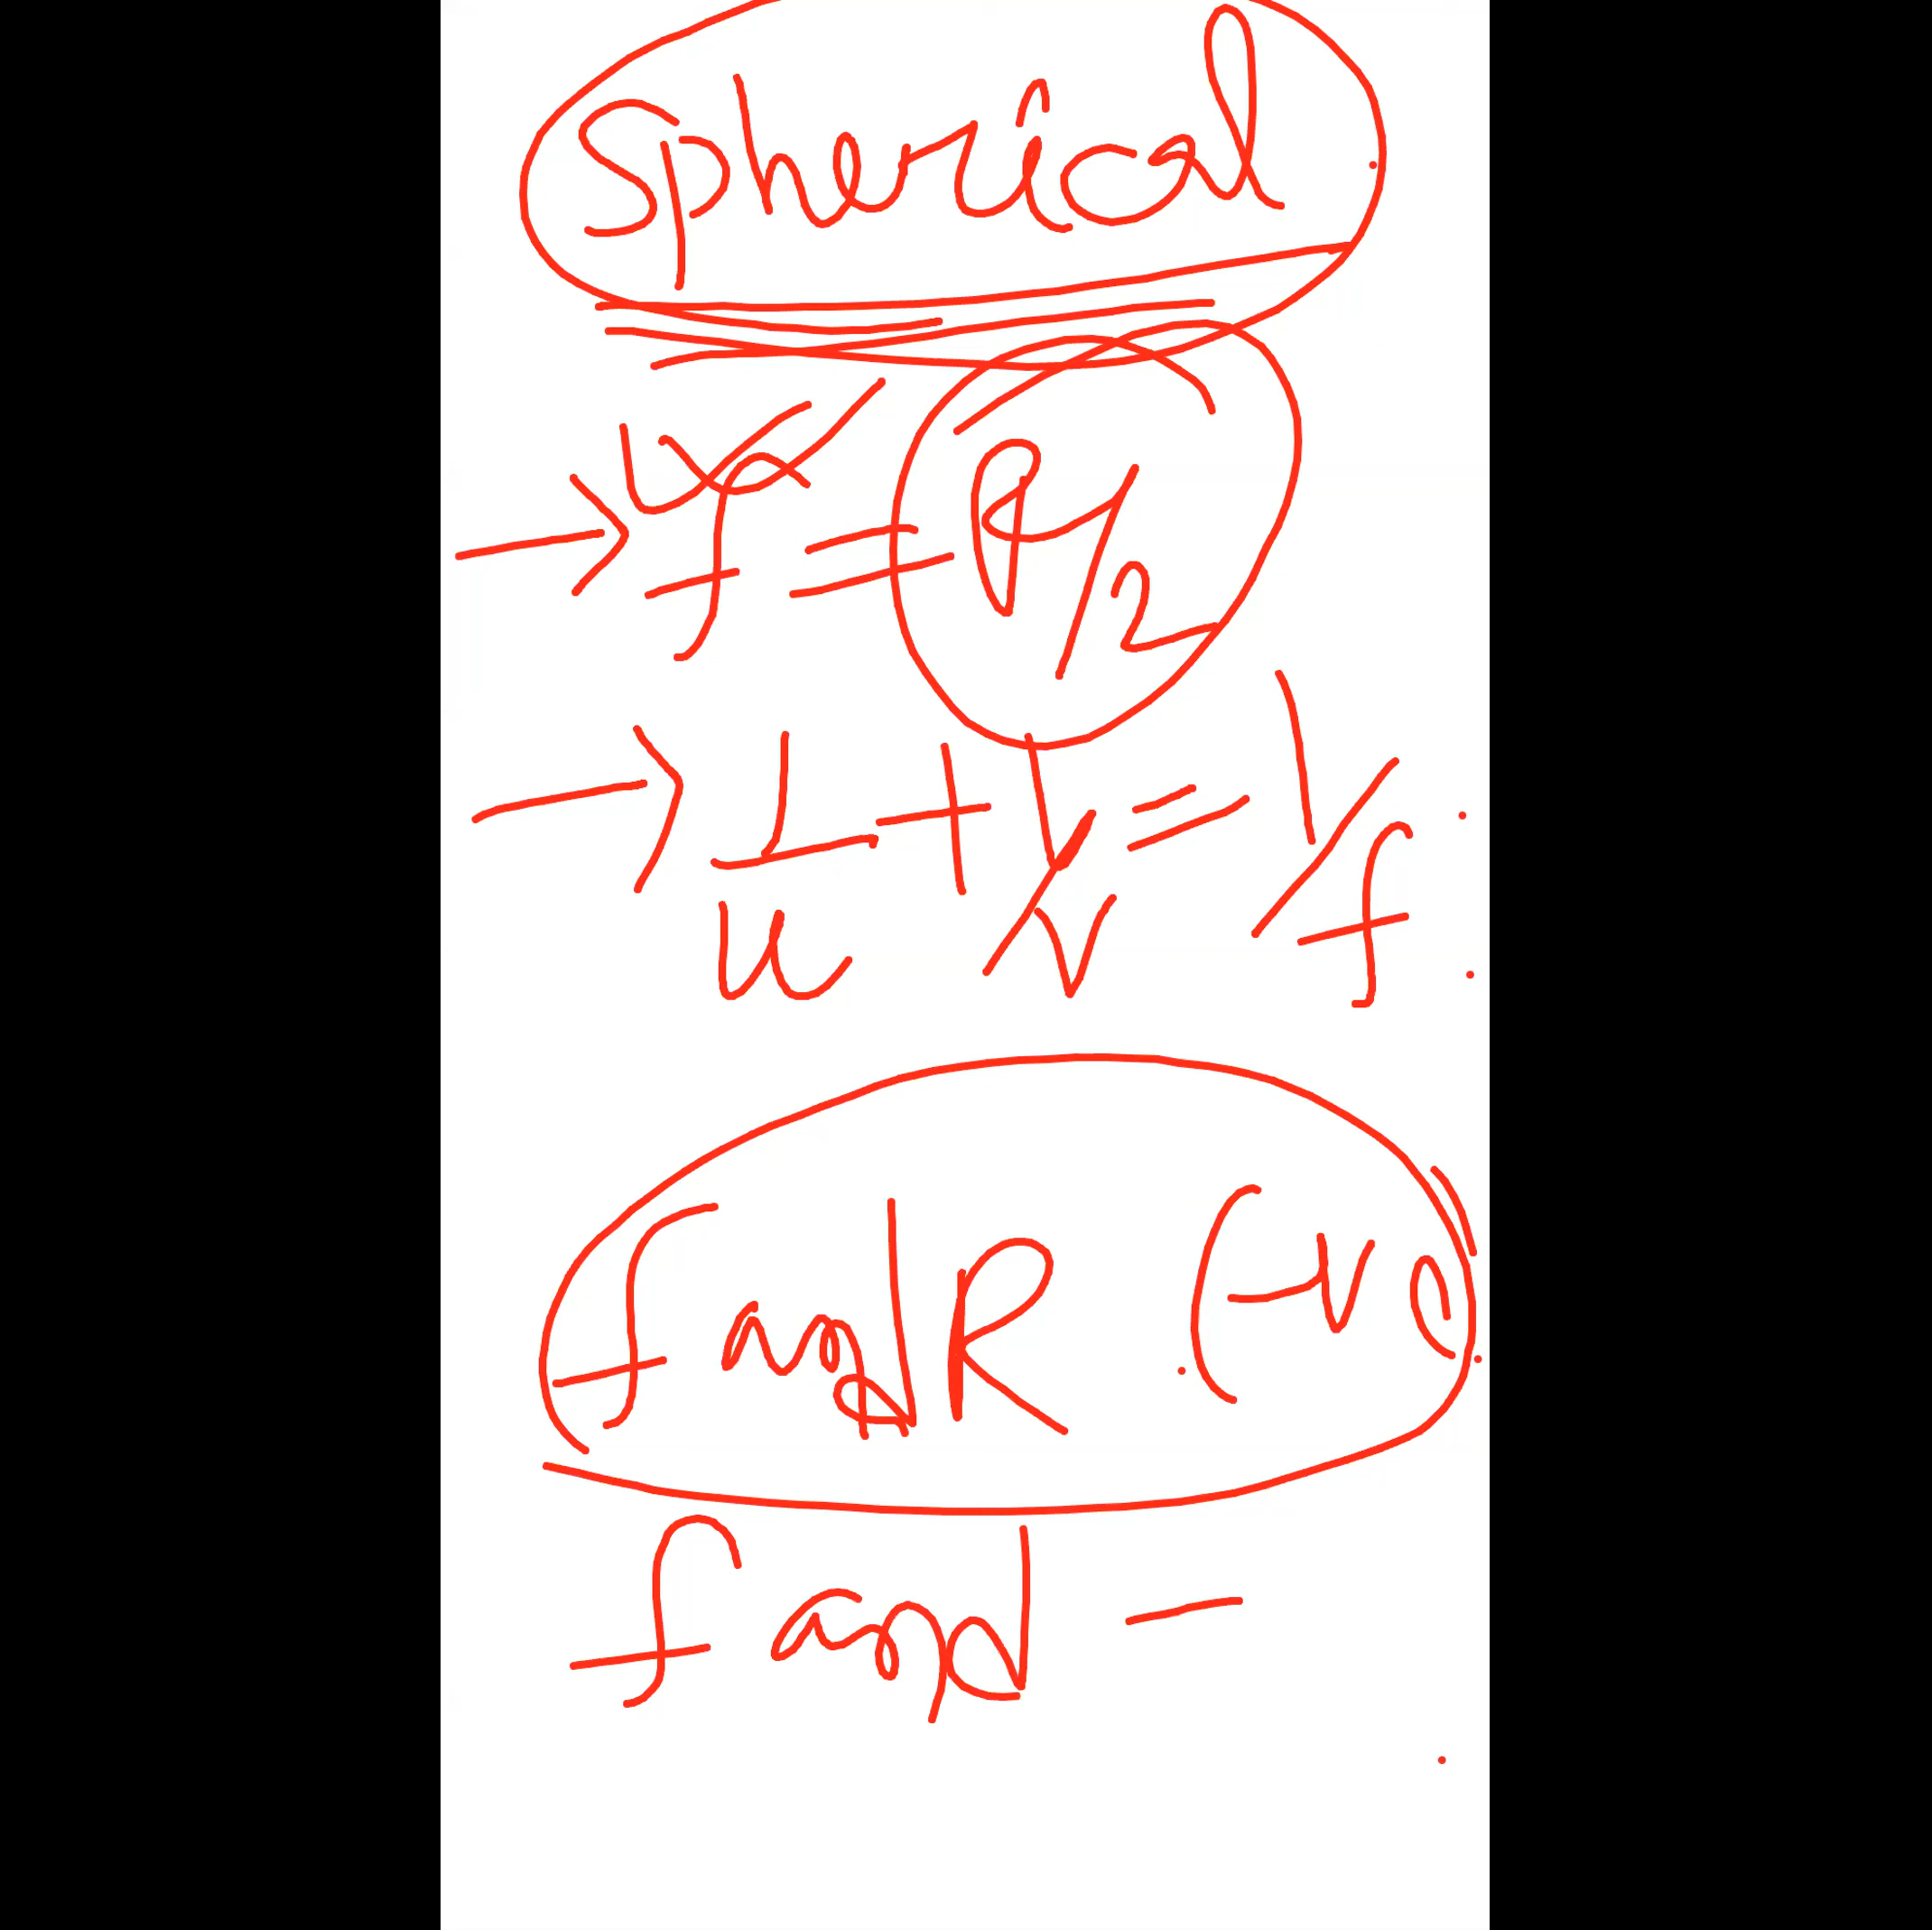 Spherical
→ f = R/2
→ 1/u + 1/v = 1/f
f and R (-ve)
f and —